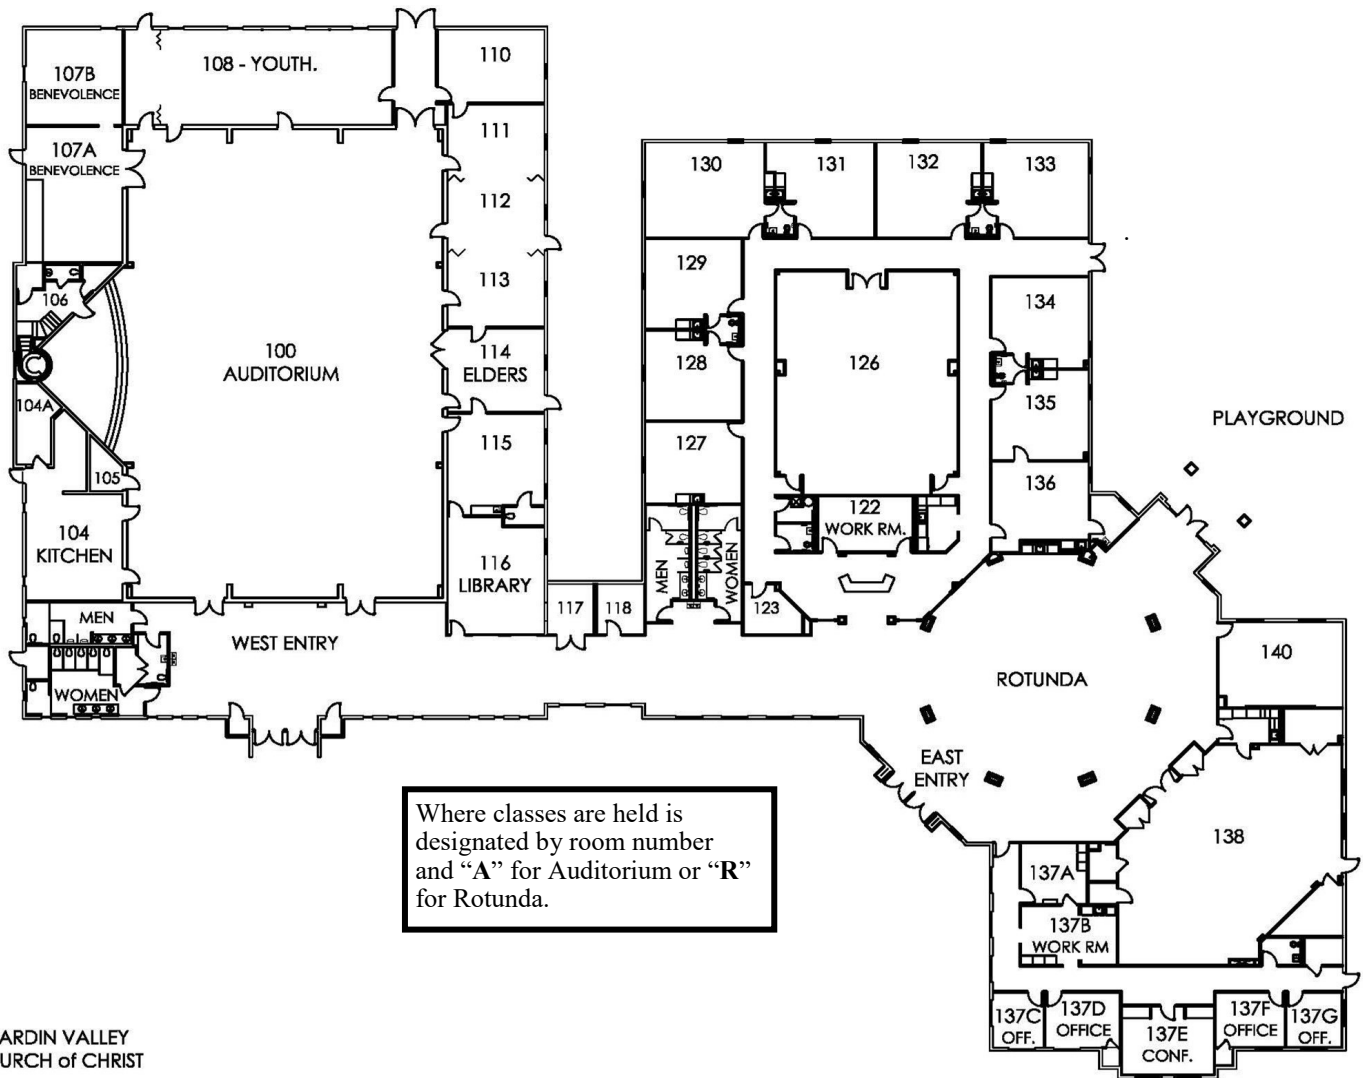 107B
BENEVOLENCE
108 - YOUTH.
110
107A
BENEVOLENCE
111
112
113
106
100
AUDITORIUM
114
ELDERS
104A
115
105
104
KITCHEN
116
LIBRARY
117
118
MEN
WOMEN
WEST ENTRY
130
131
132
133
129
128
127
126
134
135
136
122
WORK RM.
MEN
WOMEN
123
PLAYGROUND
ROTUNDA
140
EAST
ENTRY
138
137A
137B
WORK RM
137C
OFF.
137D
OFFICE
137E
CONF.
137F
OFFICE
137G
OFF.
Where classes are held is
designated by room number
and “A” for Auditorium or “R”
for Rotunda.
ARDIN VALLEY
URCH of CHRIST